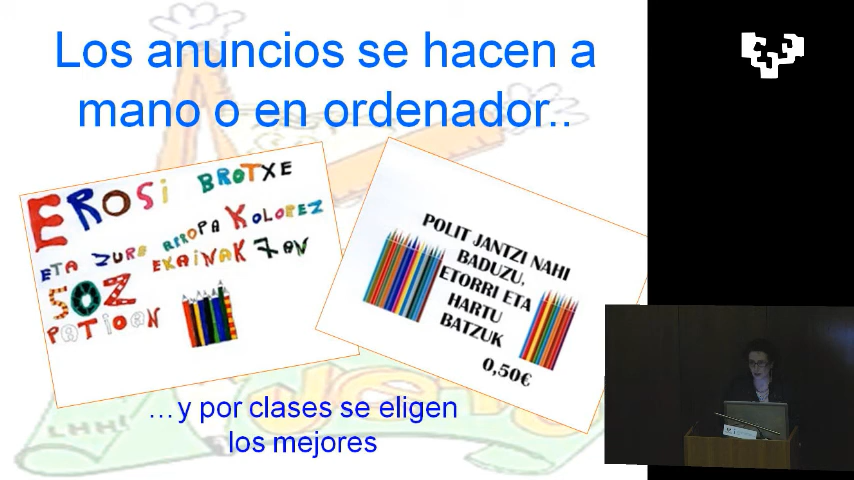 Los anuncios se hacen a
mano o en ordenador..
EROSI BROTXE
ETA ZURE ARROPA KOLOREZ
EKAINAK 7an
50Z
PATIOAN
POLIT JANTZI NAHI
BADUZU,
ETORRI ETA
HARTU
BATZUK
0,50€
...y por clases se eligen
los mejores
LHH!